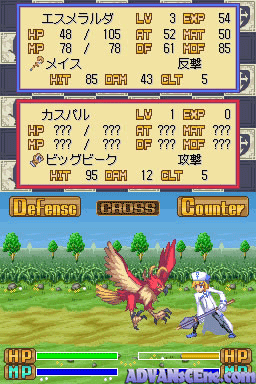 エスメラルダ LV 3 EXP 54
HP 48 / 105 AT 52 MAT 50
MP 78 / 78 DF 61 MDF 85
メイス 反撃
HIT 85 DAM 43 CLT 5
カスパル LV 1 EXP 0
HP ??? / ??? AT ??? MAT ???
MP ??? / ??? DF ??? MDF ???
ビッグビーク 攻撃
HIT 95 DAM 12 CLT 5
Defense CROSS Counter
HP HP
MP MP
ADVANSCEne.com